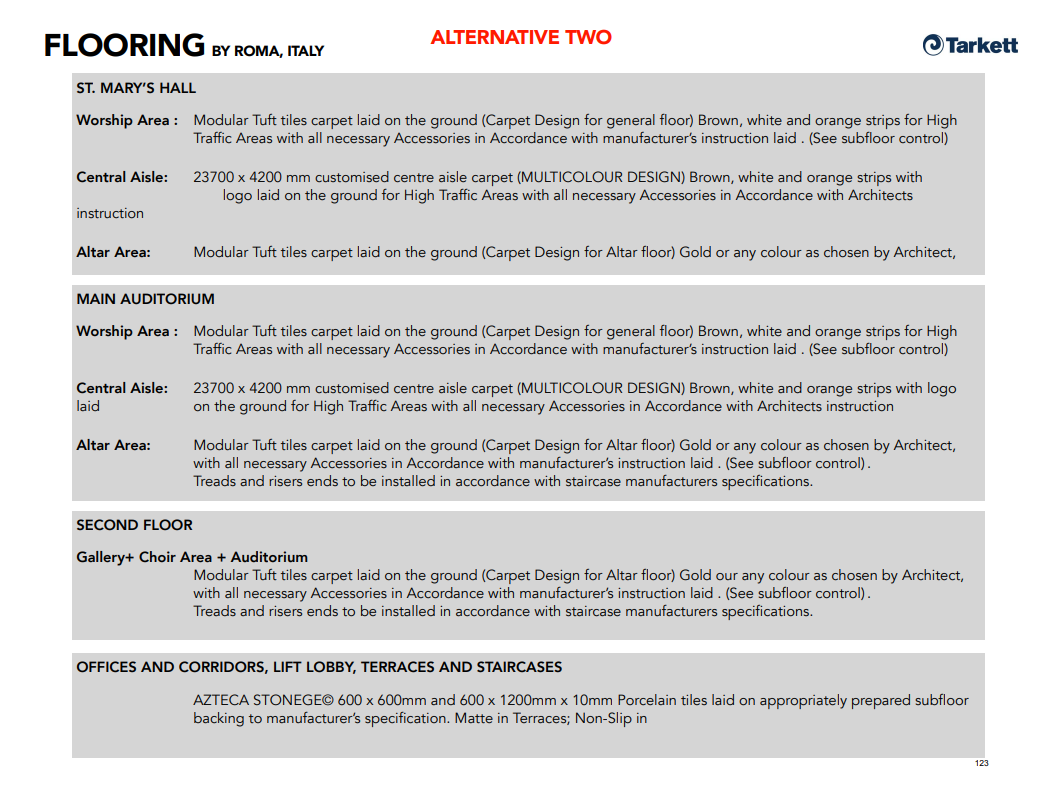 FLOORING BY ROMA, ITALY
ALTERNATIVE TWO
Tarkett
ST. MARY’S HALL
Worship Area : Modular Tuft tiles carpet laid on the ground (Carpet Design for general floor) Brown, white and orange strips for High
Traffic Areas with all necessary Accessories in Accordance with manufacturer’s instruction laid . (See subfloor control)
Central Aisle: 23700 x 4200 mm customised centre aisle carpet (MULTICOLOUR DESIGN) Brown, white and orange strips with
logo laid on the ground for High Traffic Areas with all necessary Accessories in Accordance with Architects
instruction
Altar Area: Modular Tuft tiles carpet laid on the ground (Carpet Design for Altar floor) Gold or any colour as chosen by Architect,
MAIN AUDITORIUM
Worship Area : Modular Tuft tiles carpet laid on the ground (Carpet Design for general floor) Brown, white and orange strips for High
Traffic Areas with all necessary Accessories in Accordance with manufacturer’s instruction laid . (See subfloor control)
Central Aisle: 23700 x 4200 mm customised centre aisle carpet (MULTICOLOUR DESIGN) Brown, white and orange strips with logo
laid on the ground for High Traffic Areas with all necessary Accessories in Accordance with Architects instruction
Altar Area: Modular Tuft tiles carpet laid on the ground (Carpet Design for Altar floor) Gold or any colour as chosen by Architect,
with all necessary Accessories in Accordance with manufacturer’s instruction laid . (See subfloor control) .
Treads and risers ends to be installed in accordance with staircase manufacturers specifications.
SECOND FLOOR
Gallery+ Choir Area + Auditorium
Modular Tuft tiles carpet laid on the ground (Carpet Design for Altar floor) Gold our any colour as chosen by Architect,
with all necessary Accessories in Accordance with manufacturer’s instruction laid . (See subfloor control) .
Treads and risers ends to be installed in accordance with staircase manufacturers specifications.
OFFICES AND CORRIDORS, LIFT LOBBY, TERRACES AND STAIRCASES
AZTECA STONEGE© 600 x 600mm and 600 x 1200mm x 10mm Porcelain tiles laid on appropriately prepared subfloor
backing to manufacturer’s specification. Matte in Terraces; Non-Slip in
123